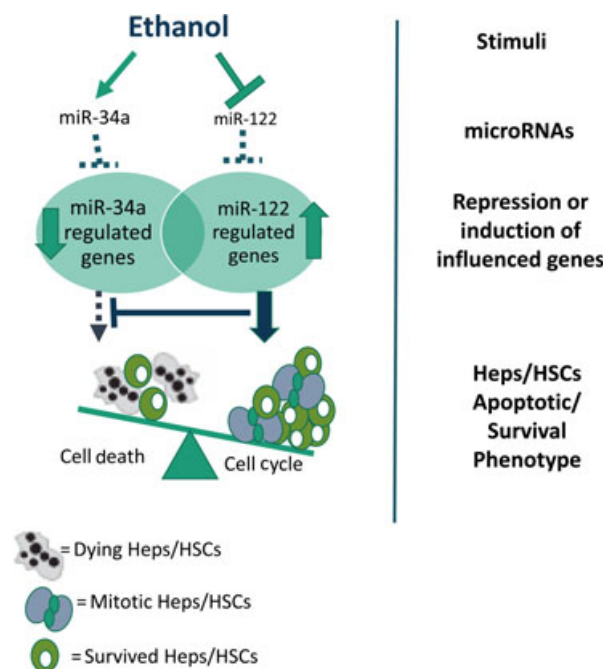 Ethanol
miR-34a
miR-122
miR-34a
regulated
genes
miR-122
regulated
genes
Cell death
Cell cycle
= Dying Heps/HSCs
= Mitotic Heps/HSCs
= Survived Heps/HSCs
Stimuli
microRNAs
Repression or
induction of
influenced genes
Heps/HSCs
Apoptotic/
Survival
Phenotype